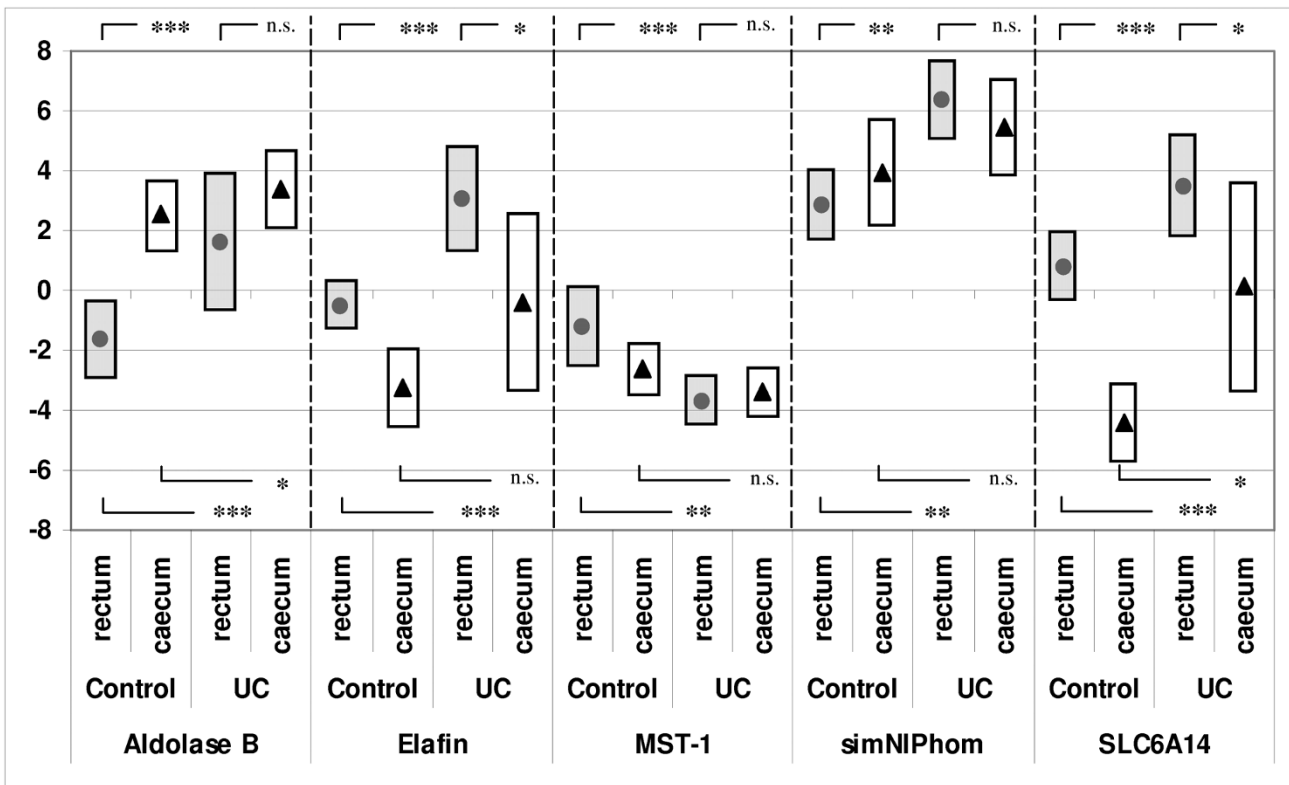 *** n.s. *** * *** n.s. ** n.s. *** *
8
6
4
2
0
-2
-4
-6
* n.s. n.s. n.s. *
*** *** ** ** ***
-8
rectum caecum rectum caecum rectum caecum rectum caecum rectum caecum rectum caecum rectum caecum rectum caecum rectum caecum rectum caecum
Control UC Control UC Control UC Control UC Control UC
Aldolase B Elafin MST-1 simNIPhom SLC6A14